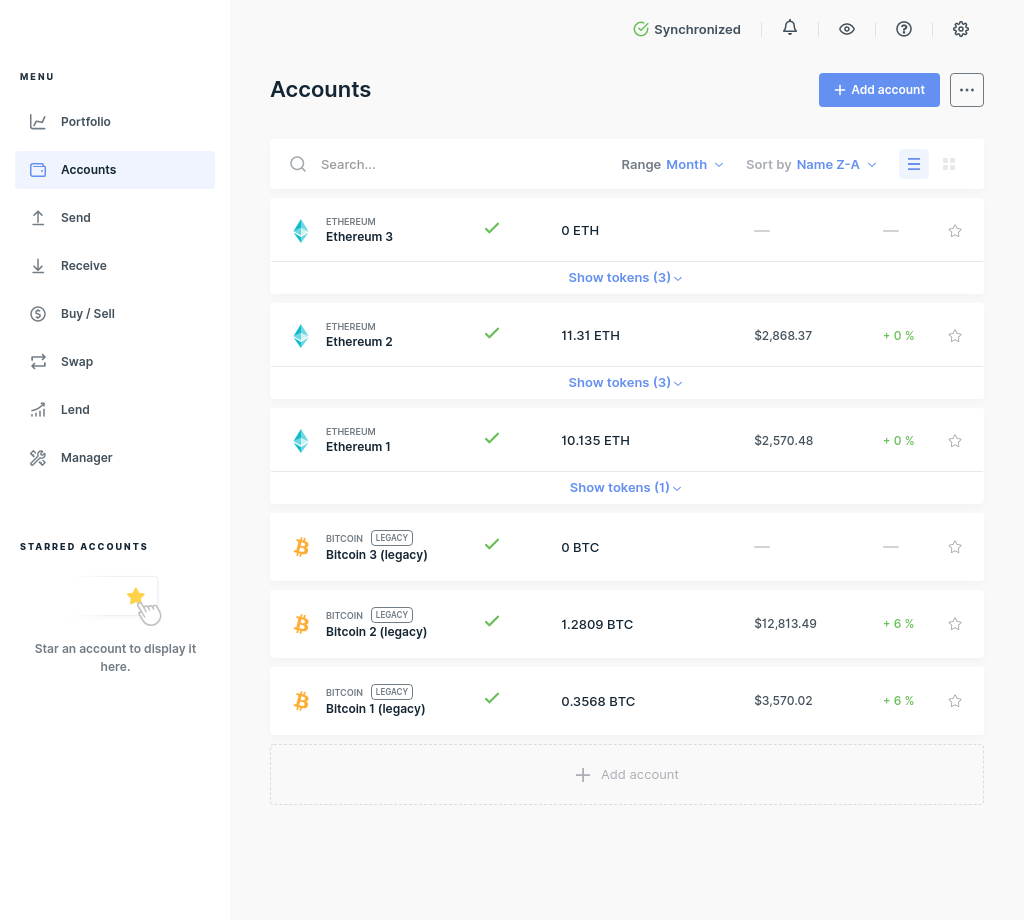 Synchronized
MENU
Portfolio
Accounts
Send
Receive
Buy / Sell
Swap
Lend
Manager
STARRED ACCOUNTS
Star an account to display it
here.
Accounts
Add account
Search...
Range Month
Sort by Name Z-A
ETHEREUM
Ethereum 3
0 ETH
— —
Show tokens (3)
ETHEREUM
Ethereum 2
11.31 ETH
$2,868.37
+ 0 %
Show tokens (3)
ETHEREUM
Ethereum 1
10.135 ETH
$2,570.48
+ 0 %
Show tokens (1)
BITCOIN LEGACY
Bitcoin 3 (legacy)
0 BTC
— —
BITCOIN LEGACY
Bitcoin 2 (legacy)
1.2809 BTC
$12,813.49
+ 6 %
BITCOIN LEGACY
Bitcoin 1 (legacy)
0.3568 BTC
$3,570.02
+ 6 %
Add account